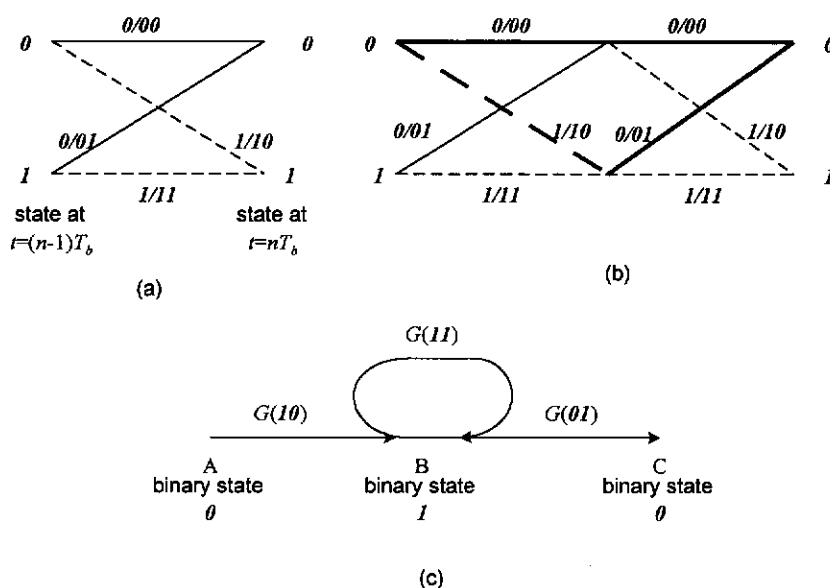 0/00
0
0
0/01
1/10
1
1
1/11
state at
t=(n-1)T_b
state at
t=nT_b
(a)
0/00
0/00
0
0
0/01
1/10
0/01
1/10
1
1
1/11
1/11
(b)
G(11)
G(10)
G(01)
A
B
C
binary state
binary state
binary state
0
1
0
(c)